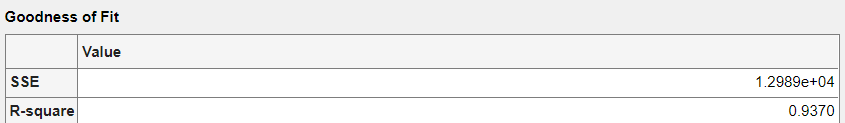 Goodness of Fit
Value
SSE 1.2989e+04
R-square 0.9370